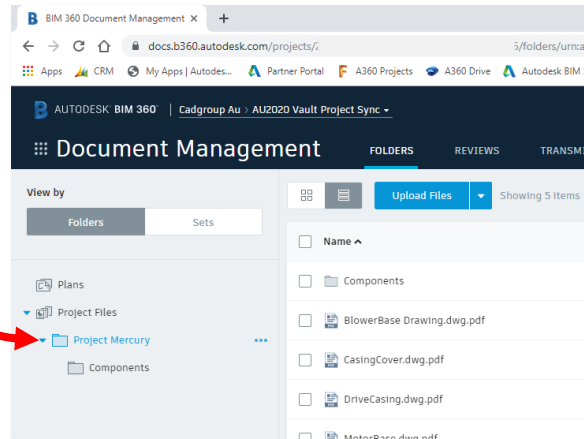 BIM 360 Document Management
docs.b360.autodesk.com/projects/2
5/folders/urn:a
Apps CRM My Apps | Autodes... Partner Portal A360 Projects A360 Drive Autodesk BIM
AUTODESK® BIM 360™ | Cadgroup Au > AU2020 Vault Project Sync
Document Management FOLDERS REVIEWS TRANSMI
View by
Folders Sets
Upload Files Showing 5 items
Name
Plans
Project Files
Project Mercury
Components
Components
BlowerBase Drawing.dwg.pdf
CasingCover.dwg.pdf
DriveCasing.dwg.pdf
MotorBase.dwg.pdf